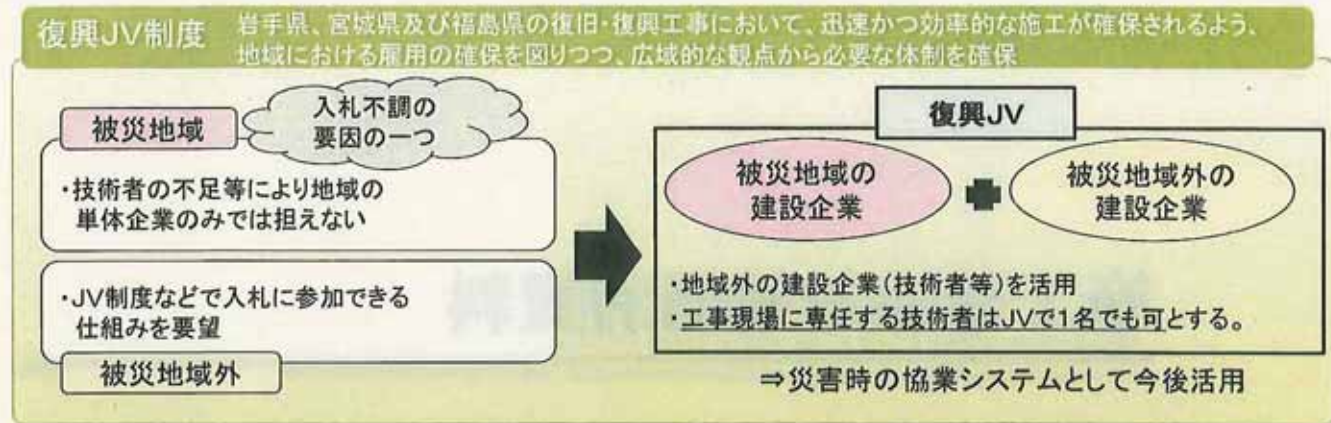 復興JV制度
岩手県、宮城県及び福島県の復旧・復興工事において、迅速かつ効率的な施工が確保されるよう、
地域における雇用の確保を図りつつ、広域的な観点から必要な体制を確保
被災地域
入札不調の
要因の一つ
・技術者の不足等により地域の
単体企業のみでは担えない
・JV制度などで入札に参加できる
仕組みを要望
被災地域外
復興JV
被災地域の
建設企業
被災地域外の
建設企業
・地域外の建設企業(技術者等)を活用
・工事現場に専任する技術者はJVで1名でも可とする。
⇒災害時の協業システムとして今後活用